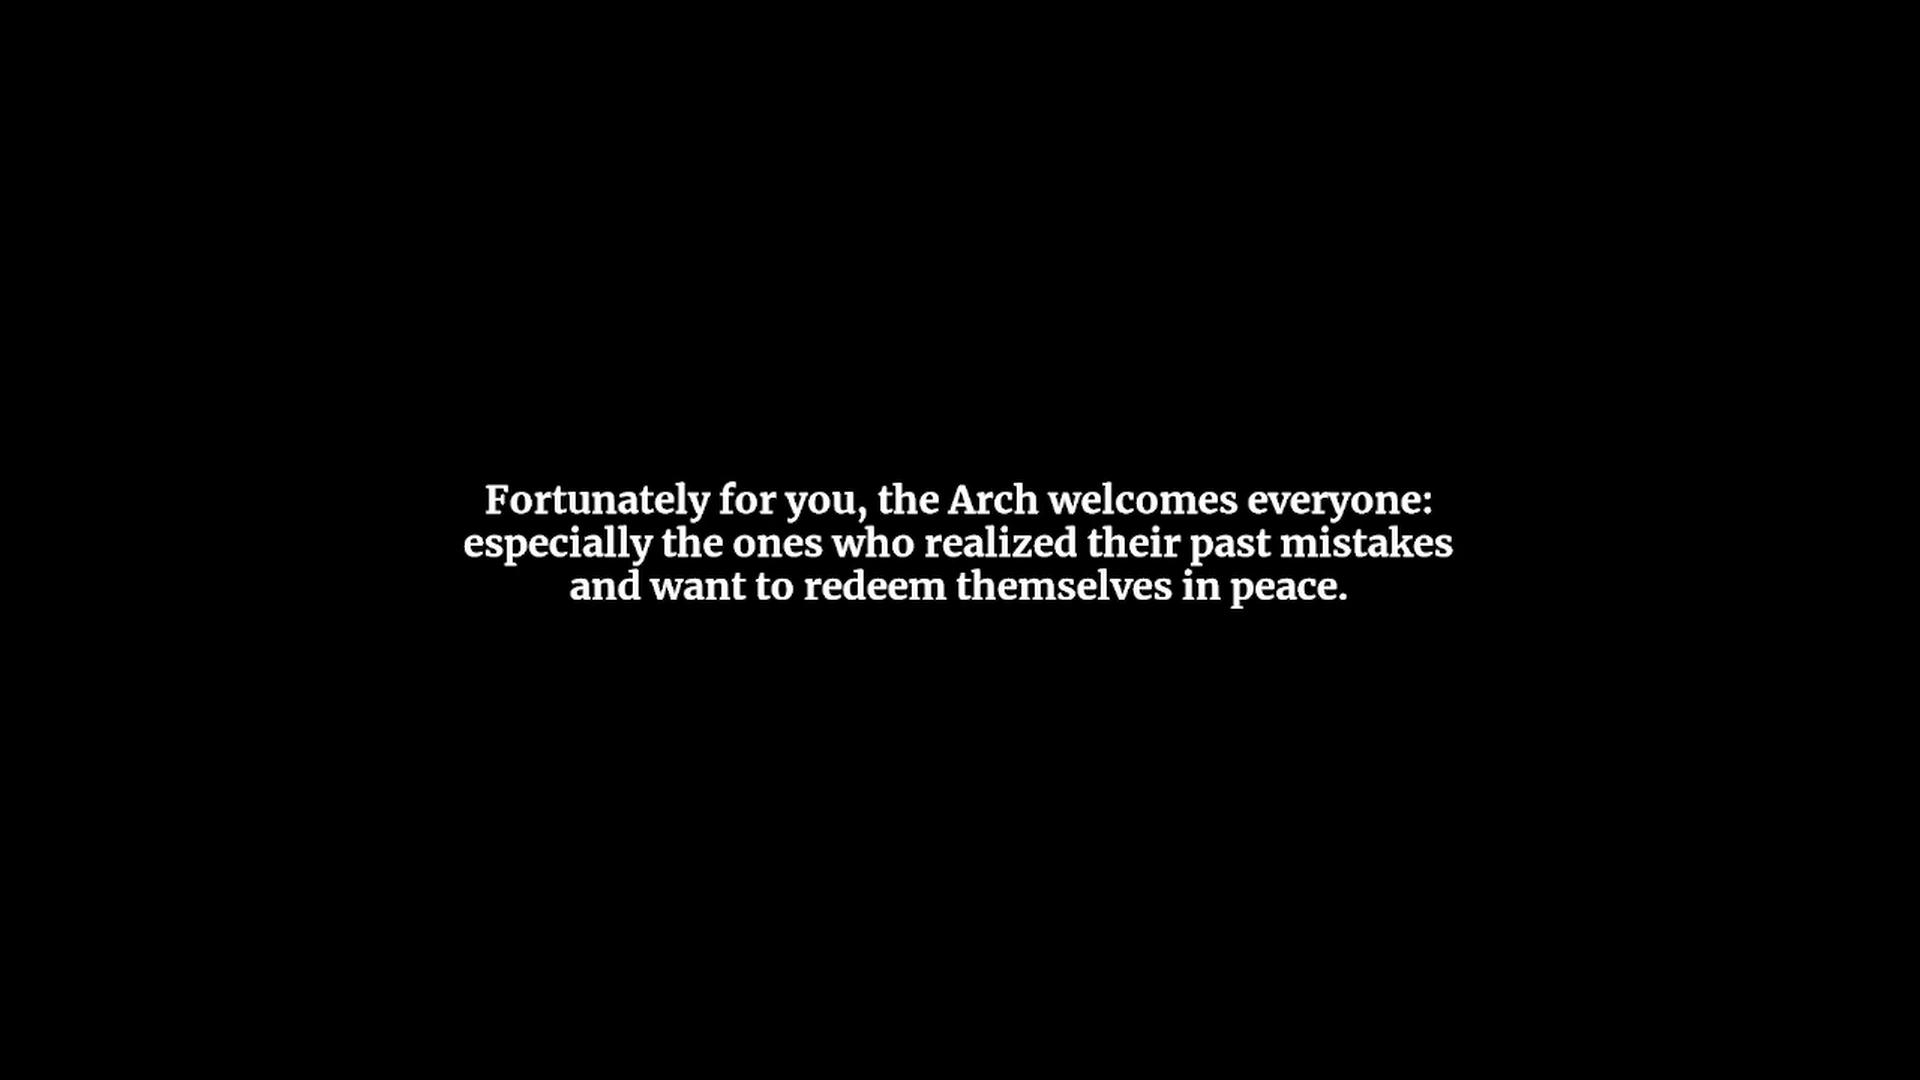 Fortunately for you, the Arch welcomes everyone:
especially the ones who realized their past mistakes
and want to redeem themselves in peace.